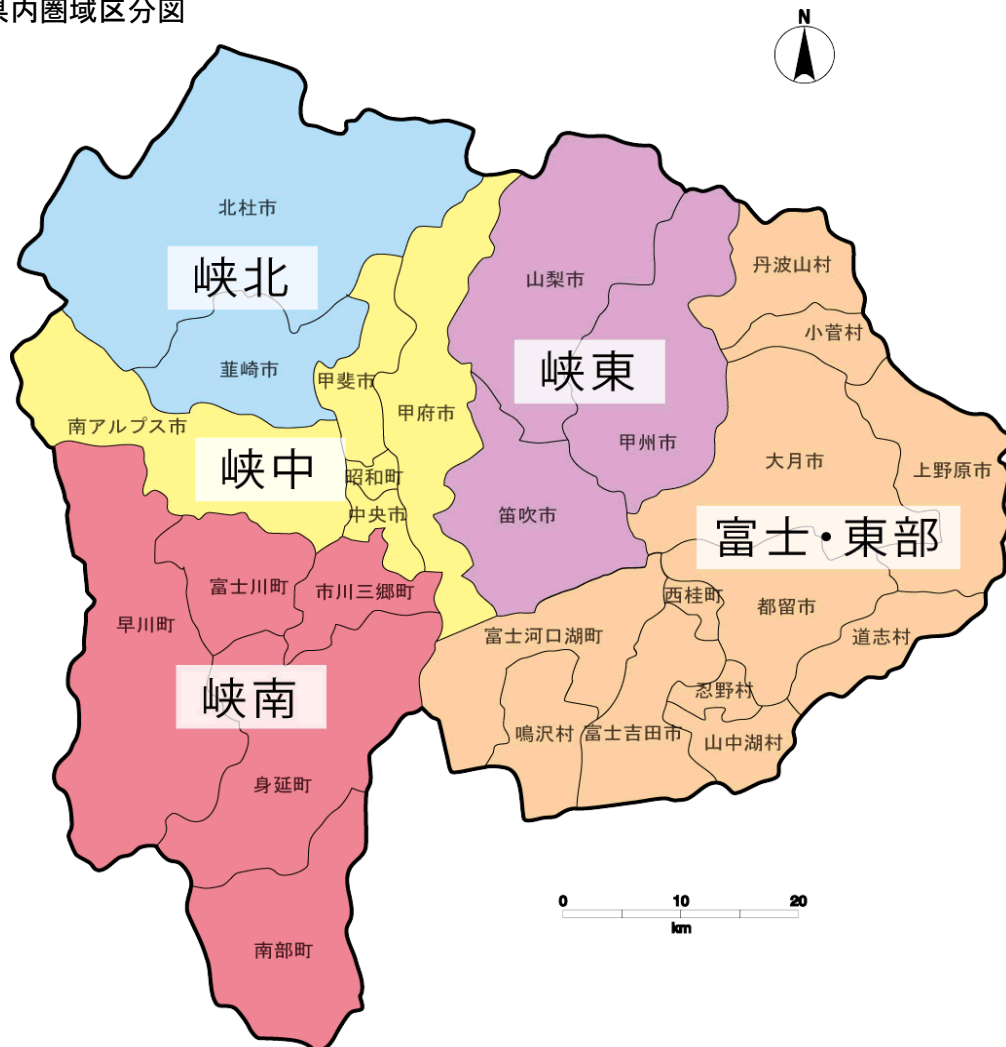 県内圏域区分図
N
北杜市
丹波山村
峡北
山梨市
小菅村
韮崎市
甲斐市
峡東
甲府市
南アルプス市
甲州市
大月市
上野原市
峡中
昭和町
中央市
笛吹市
富士・東部
富士川町
市川三郷町
西桂町
都留市
早川町
富士河口湖町
道志村
峡南
忍野村
鳴沢村
富士吉田市
山中湖村
身延町
0 10 20
km
南部町